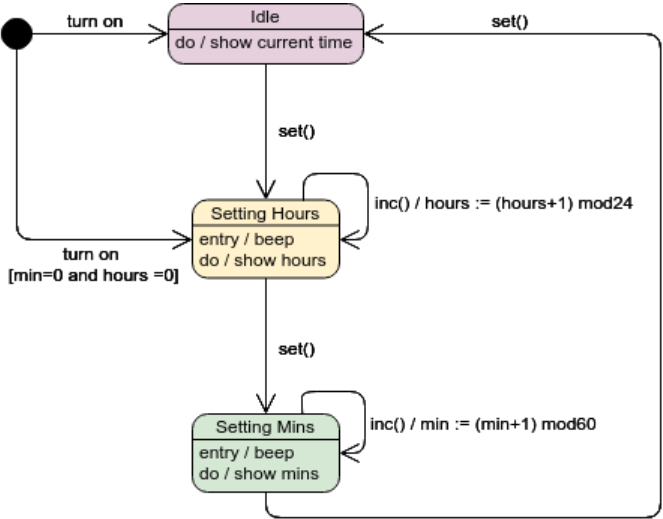 turn on
Idle
do / show current time
set()
set()
Setting Hours
entry / beep
do / show hours
inc() / hours := (hours+1) mod24
turn on
[min=0 and hours =0]
set()
Setting Mins
entry / beep
do / show mins
inc() / min := (min+1) mod60